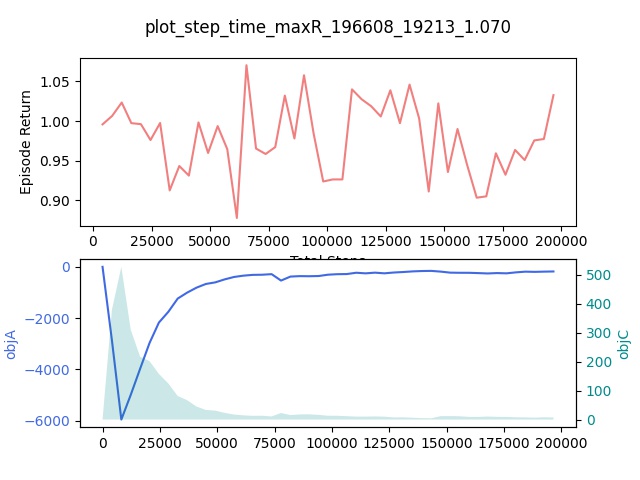 plot_step_time_maxR_196608_19213_1.070
Episode Return
1.05
1.00
0.95
0.90
0 25000 50000 75000 100000 125000 150000 175000 200000
Total Steps
objA
0
−2000
−4000
−6000
500
400
300
200
100
0
objC
0 25000 50000 75000 100000 125000 150000 175000 200000